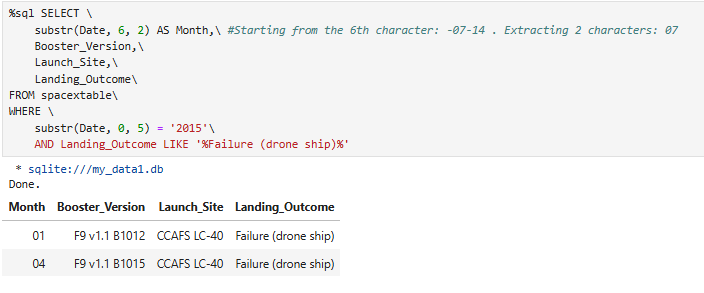 %sql SELECT \
substr(Date, 6, 2) AS Month,\ #Starting from the 6th character: -07-14 . Extracting 2 characters: 07
Booster_Version,\
Launch_Site,\
Landing_Outcome\
FROM spacextable\
WHERE \
substr(Date, 0, 5) = '2015'\
AND Landing_Outcome LIKE '%Failure (drone ship)%'
* sqlite:///my_data1.db
Done.
Month Booster_Version Launch_Site Landing_Outcome
01 F9 v1.1 B1012 CCAFS LC-40 Failure (drone ship)
04 F9 v1.1 B1015 CCAFS LC-40 Failure (drone ship)